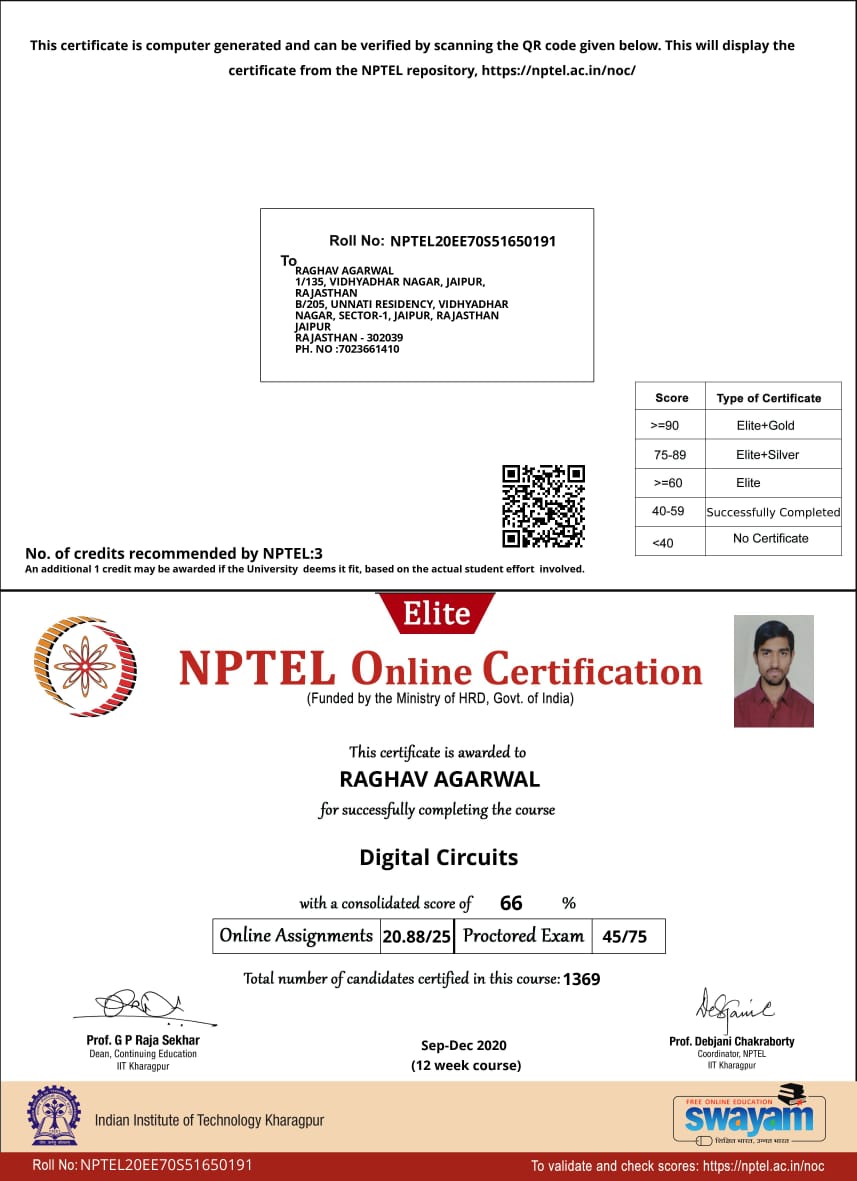 This certificate is computer generated and can be verified by scanning the QR code given below. This will display the
certificate from the NPTEL repository, https://nptel.ac.in/noc/
Roll No: NPTEL20EE70S51650191
To
RAGHAV AGARWAL
1/135, VIDHYADHAR NAGAR, JAIPUR,
RAJASTHAN
B/205, UNNATI RESIDENCY, VIDHYADHAR
NAGAR, SECTOR-1, JAIPUR, RAJASTHAN
JAIPUR
RAJASTHAN - 302039
PH. NO :7023661410
Score Type of Certificate
>=90 Elite+Gold
75-89 Elite+Silver
>=60 Elite
40-59 Successfully Completed
<40 No Certificate
No. of credits recommended by NPTEL:3
An additional 1 credit may be awarded if the University deems it fit, based on the actual student effort involved.
Elite
NPTEL Online Certification
(Funded by the Ministry of HRD, Govt. of India)
This certificate is awarded to
RAGHAV AGARWAL
for successfully completing the course
Digital Circuits
with a consolidated score of 66 %
Online Assignments 20.88/25 Proctored Exam 45/75
Total number of candidates certified in this course: 1369
Prof. G P Raja Sekhar
Dean, Continuing Education
IIT Kharagpur
Sep-Dec 2020
(12 week course)
Prof. Debjani Chakraborty
Coordinator, NPTEL
IIT Kharagpur
Indian Institute of Technology Kharagpur
FREE ONLINE EDUCATION
swayam
शिक्षित भारत, उन्नत भारत
Roll No: NPTEL20EE70S51650191
To validate and check scores: https://nptel.ac.in/noc